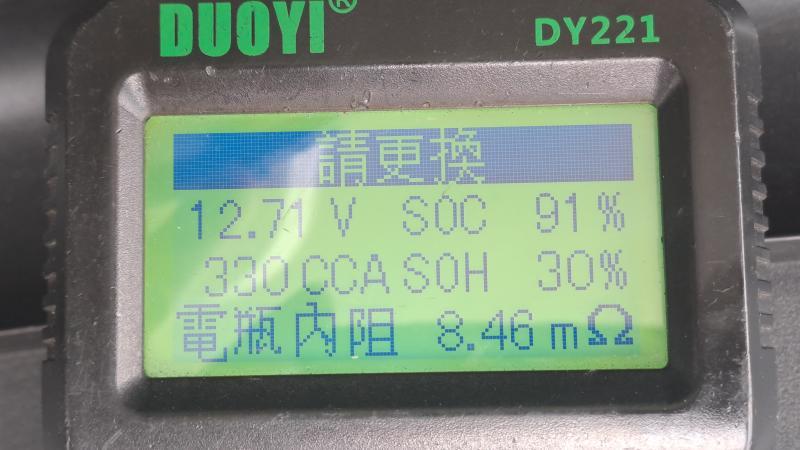 DUOYI® DY221
請更換
12.71 V SOC 91%
330 CCA SOH 30%
電瓶內阻 8.46 mΩ